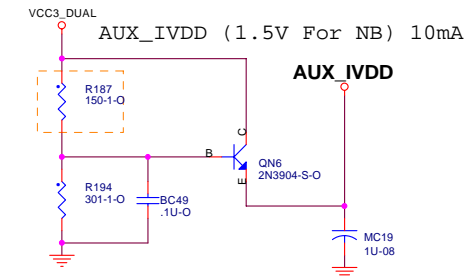 VCC3_DUAL
AUX_IVDD (1.5V For NB) 10mA
AUX_IVDD
R187
150-1-O
C
B
QN6
2N3904-S-O
E
R194
301-1-O
BC49
.1U-O
MC19
1U-08